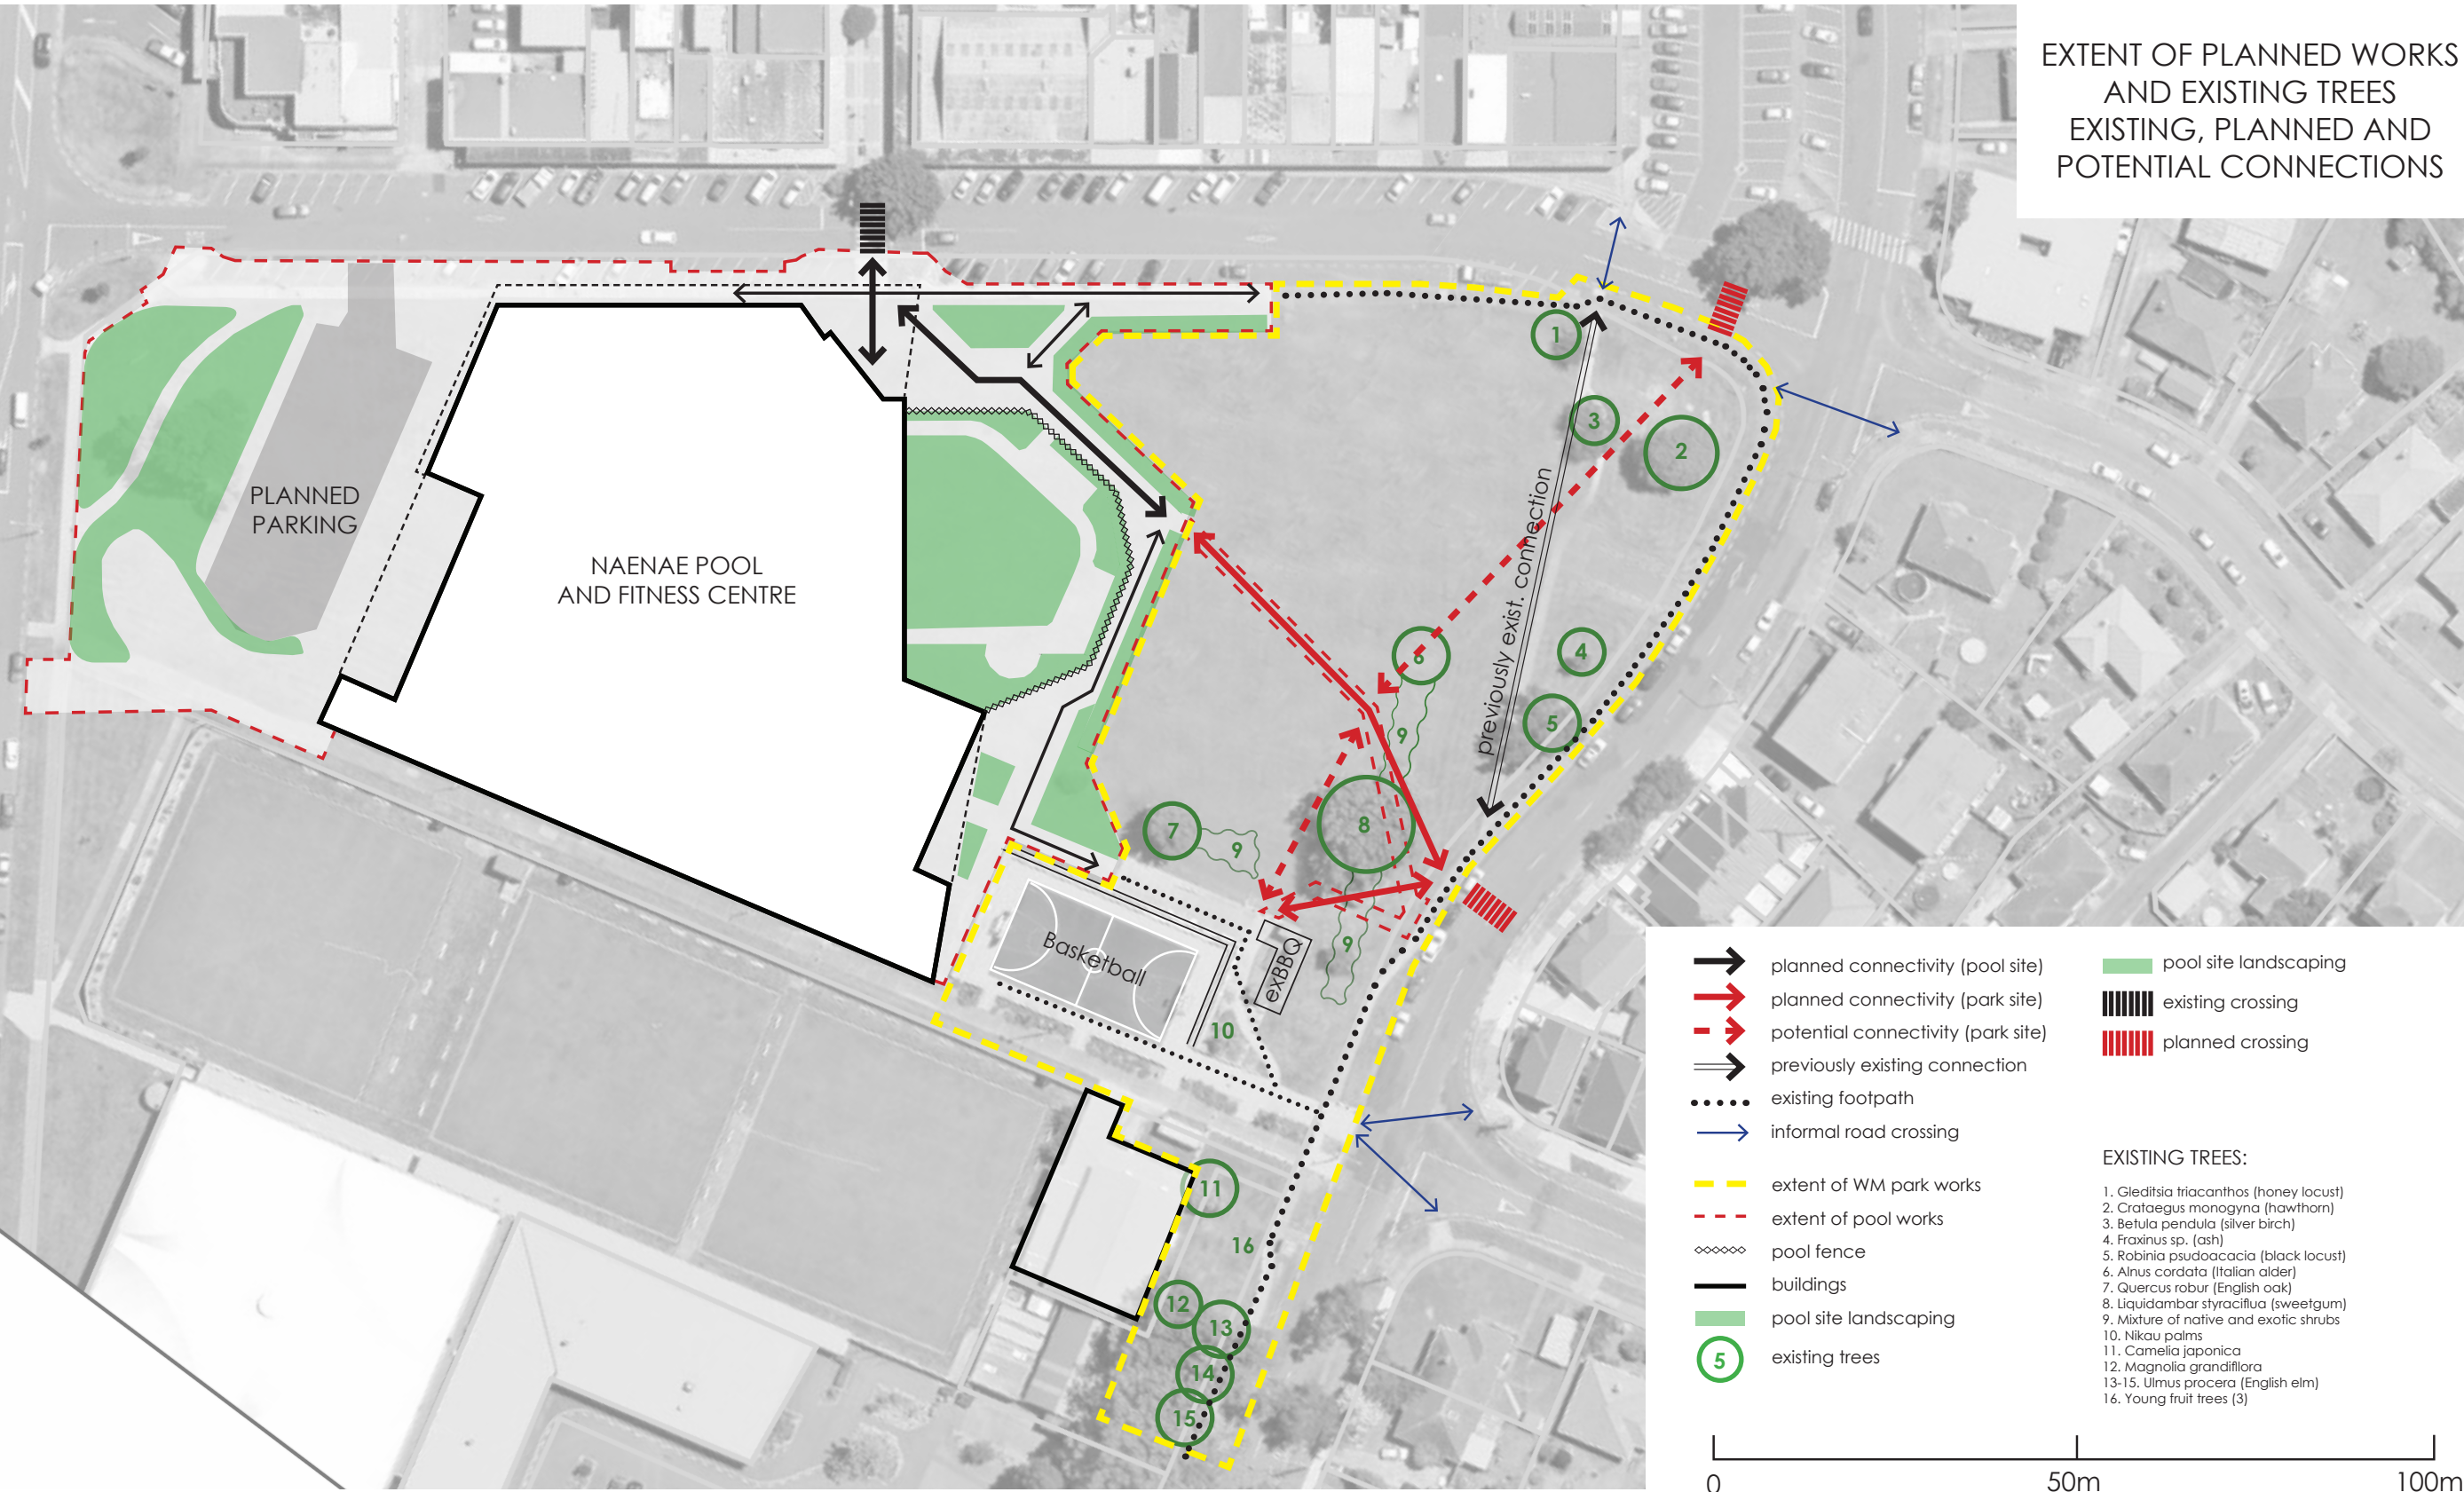 EXTENT OF PLANNED WORKS
AND EXISTING TREES
EXISTING, PLANNED AND
POTENTIAL CONNECTIONS
PLANNED
PARKING
NAENAE POOL
AND FITNESS CENTRE
previously exist. connection
1
3
2
6
4
5
9
7
9
8
9
Basketball
exBBQ
10
11
16
12
13
14
15
planned connectivity (pool site)
planned connectivity (park site)
potential connectivity (park site)
previously existing connection
existing footpath
informal road crossing
extent of WM park works
extent of pool works
pool fence
buildings
pool site landscaping
5
existing trees
pool site landscaping
existing crossing
planned crossing
EXISTING TREES:
1. Gleditsia triacanthos (honey locust)
2. Crataegus monogyna (hawthorn)
3. Betula pendula (silver birch)
4. Fraxinus sp. (ash)
5. Robinia psudoacacia (black locust)
6. Alnus cordata (Italian alder)
7. Quercus robur (English oak)
8. Liquidambar styraciflua (sweetgum)
9. Mixture of native and exotic shrubs
10. Nikau palms
11. Camelia japonica
12. Magnolia grandiflora
13-15. Ulmus procera (English elm)
16. Young fruit trees (3)
0
50m
100m